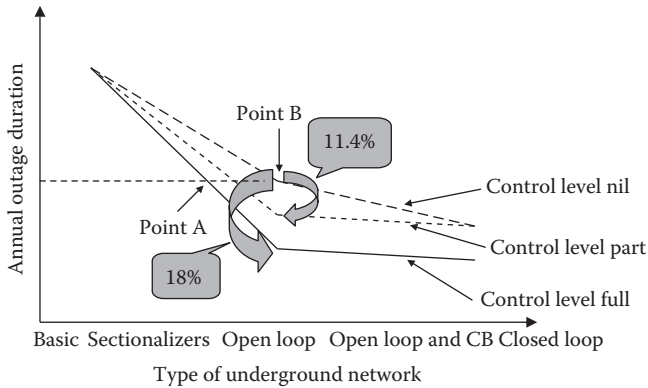 Annual outage duration
Point B
11.4%
Control level nil
Point A
Control level part
18%
Control level full
Basic Sectionalizers Open loop Open loop and CB Closed loop
Type of underground network